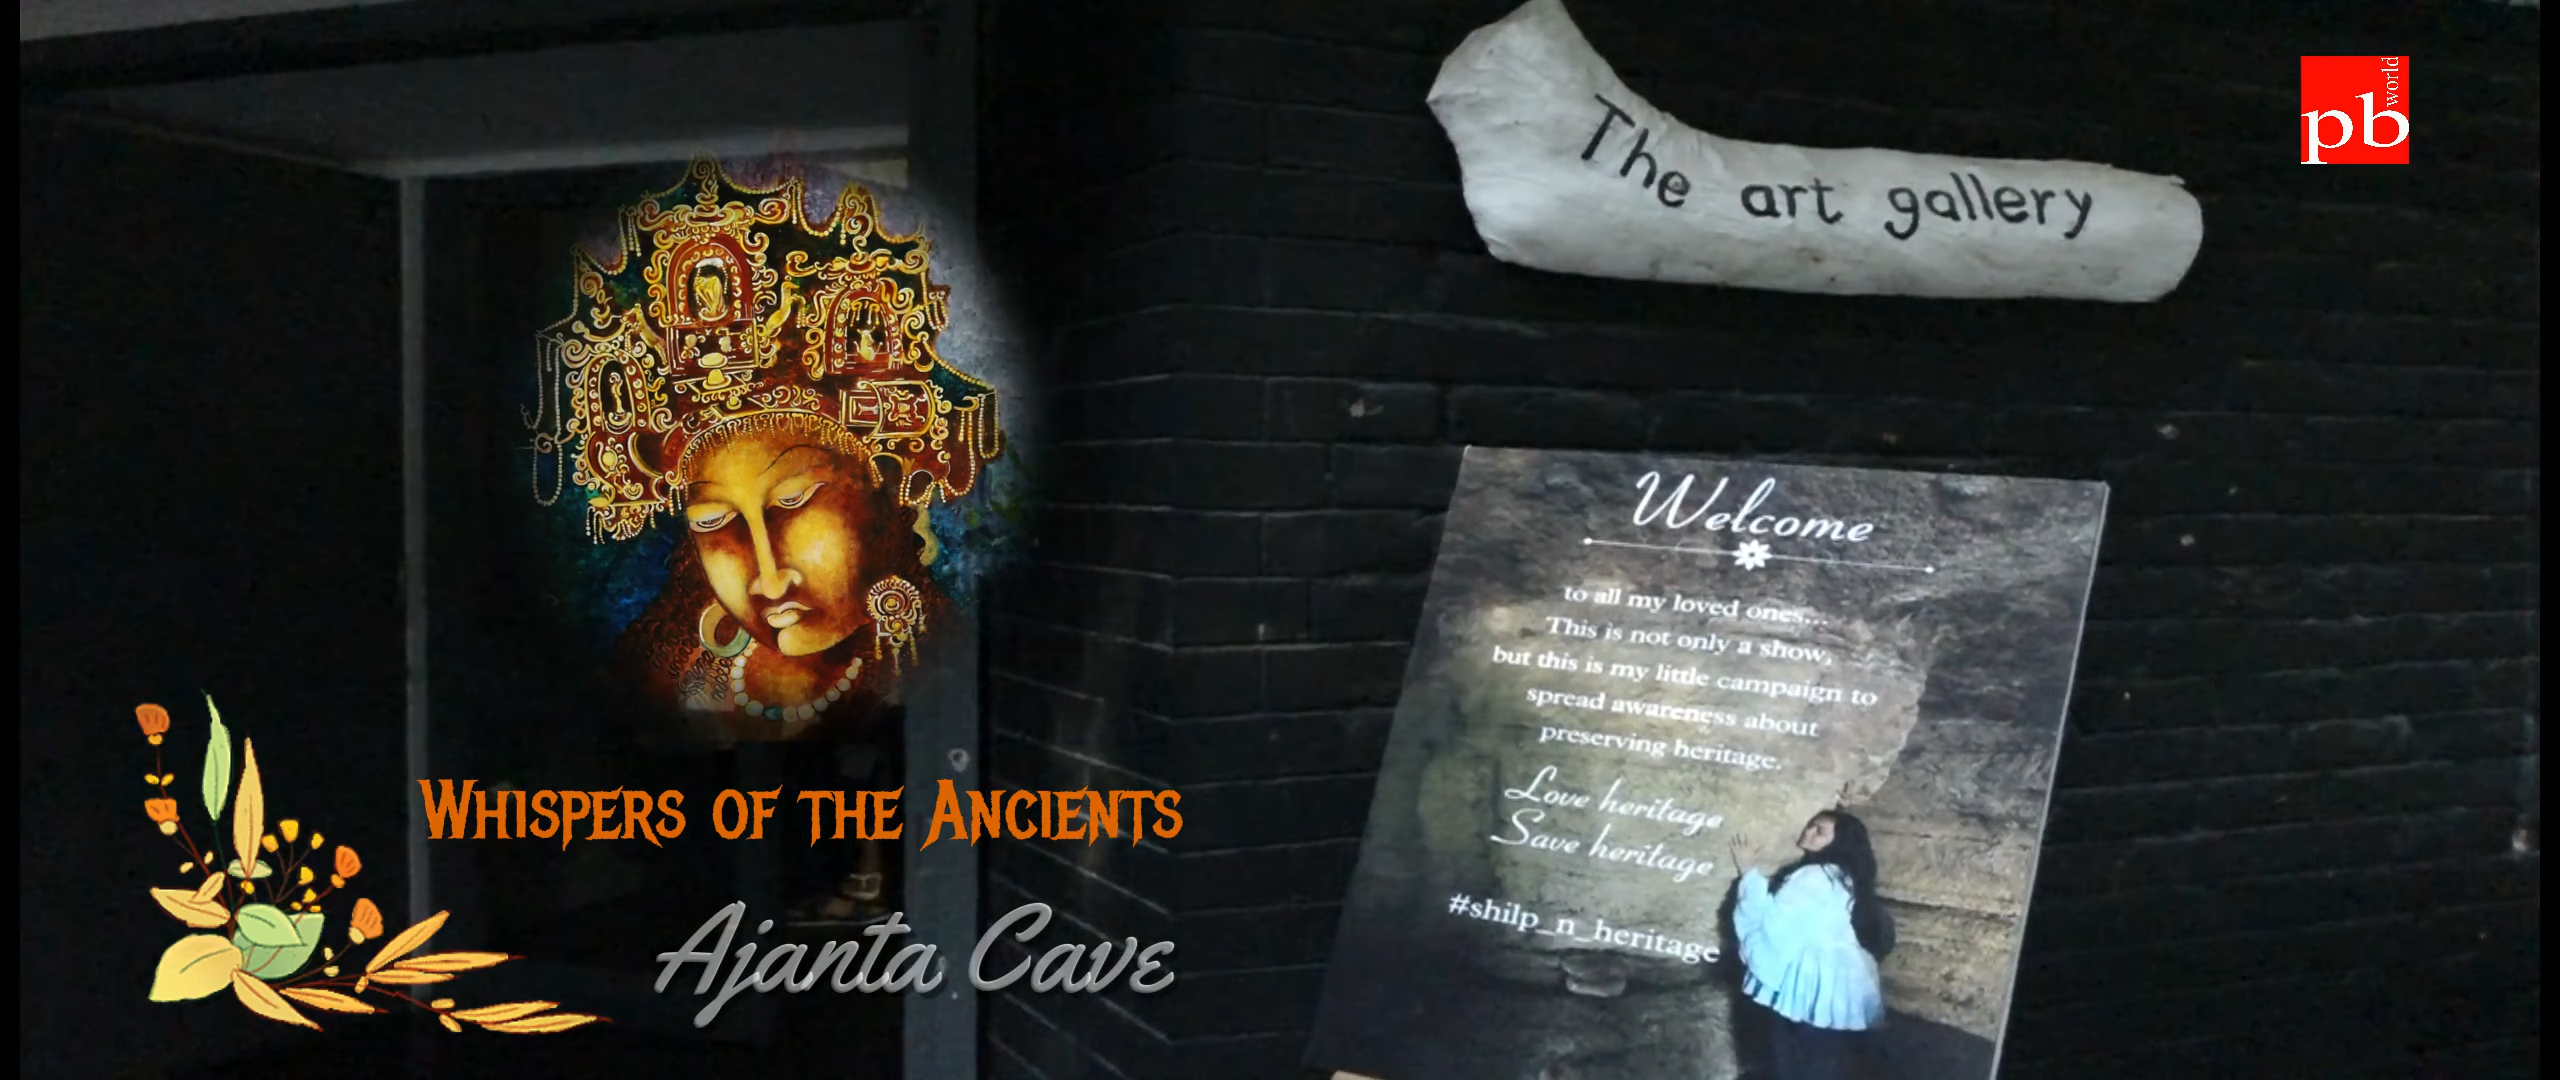 The art gallery
pb world
Welcome
to all my loved ones...
This is not only a show,
but this is my little campaign to
spread awareness about
preserving heritage.
Love heritage
Save heritage
#shilp_n_heritage
WHISPERS OF THE ANCIENTS
Ajanta Cave